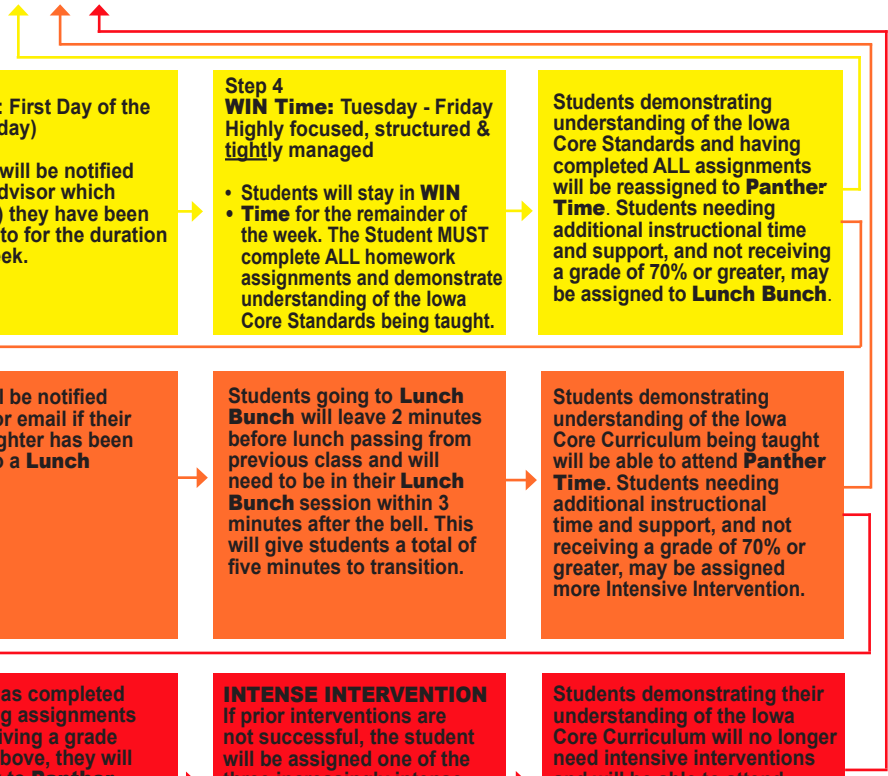 : First Day of the
day)
will be notified
dvisor which
) they have been
to for the duration
ek.
Step 4
WIN Time: Tuesday - Friday
Highly focused, structured &
tightly managed
• Students will stay in WIN
• Time for the remainder of
the week. The Student MUST
complete ALL homework
assignments and demonstrate
understanding of the Iowa
Core Standards being taught.
Students demonstrating
understanding of the Iowa
Core Standards and having
completed ALL assignments
will be reassigned to Panther
Time. Students needing
additional instructional time
and support, and not receiving
a grade of 70% or greater, may
be assigned to Lunch Bunch.
l be notified
or email if their
ghter has been
o a Lunch
Students going to Lunch
Bunch will leave 2 minutes
before lunch passing from
previous class and will
need to be in their Lunch
Bunch session within 3
minutes after the bell. This
will give students a total of
five minutes to transition.
Students demonstrating
understanding of the Iowa
Core Curriculum being taught
will be able to attend Panther
Time. Students needing
additional instructional
time and support, and not
receiving a grade of 70% or
greater, may be assigned
more Intensive Intervention.
as completed
g assignments
iving a grade
bove, they will
to Panther
INTENSE INTERVENTION
If prior interventions are
not successful, the student
will be assigned one of the
three increasingly intense
Students demonstrating their
understanding of the Iowa
Core Curriculum will no longer
need intensive interventions
and will be able to attend